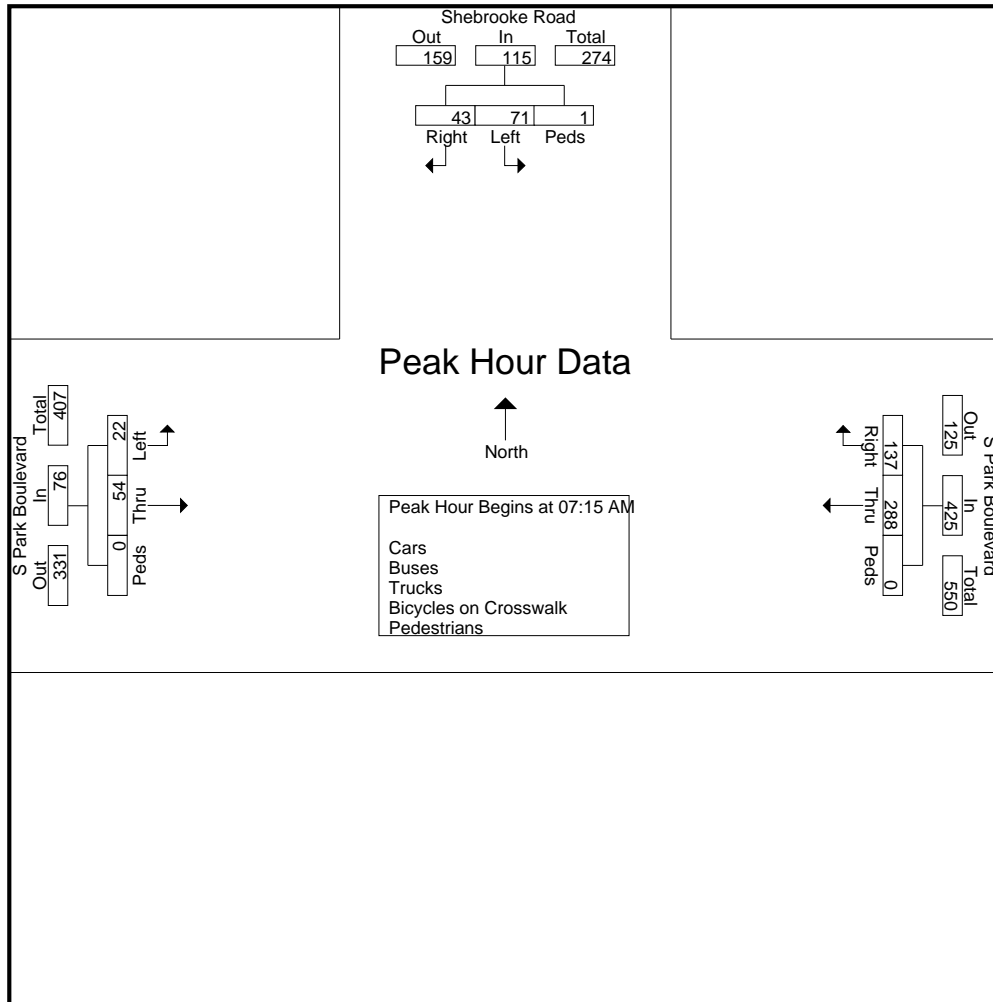 Shebrooke Road
Out In Total
159 115 274
43 71 1
Right Left Peds
Peak Hour Data
North
Peak Hour Begins at 07:15 AM
Cars
Buses
Trucks
Bicycles on Crosswalk
Pedestrians
S Park Boulevard
Out In Total
331 76 407
Left Thru Peds
22 54 0
S Park Boulevard
Out In Total
125 425 550
Right Thru Peds
137 288 0